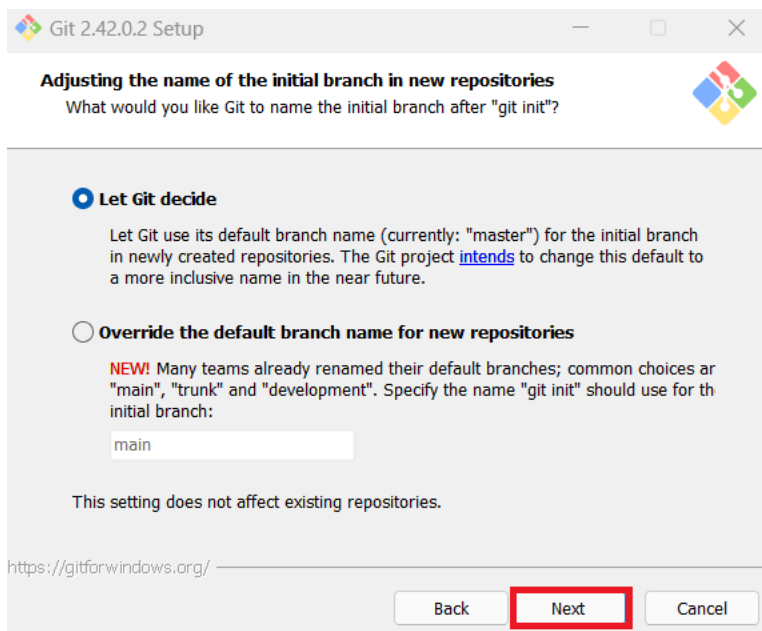 Git 2.42.0.2 Setup
Adjusting the name of the initial branch in new repositories
What would you like Git to name the initial branch after "git init"?
Let Git decide
Let Git use its default branch name (currently: "master") for the initial branch
in newly created repositories. The Git project intends to change this default to
a more inclusive name in the near future.
Override the default branch name for new repositories
NEW! Many teams already renamed their default branches; common choices ar
"main", "trunk" and "development". Specify the name "git init" should use for th
initial branch:
main
This setting does not affect existing repositories.
https://gitforwindows.org/
Back Next Cancel